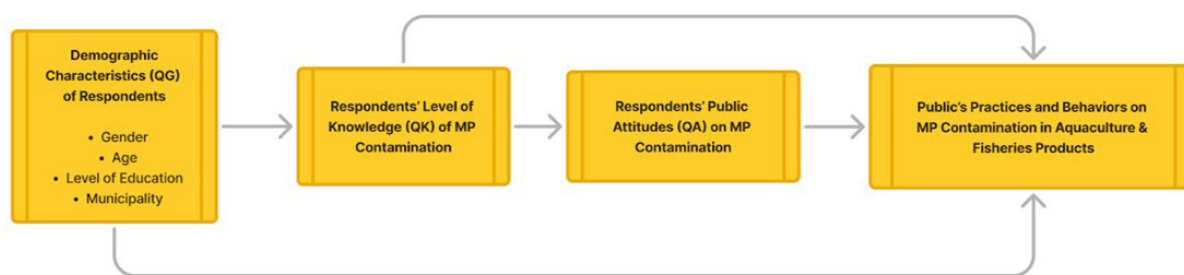 Demographic
Characteristics (QG)
of Respondents
• Gender
• Age
• Level of Education
• Municipality
Respondents' Level of
Knowledge (QK) of MP
Contamination
Respondents' Public
Attitudes (QA) on MP
Contamination
Public's Practices and Behaviors on
MP Contamination in Aquaculture &
Fisheries Products